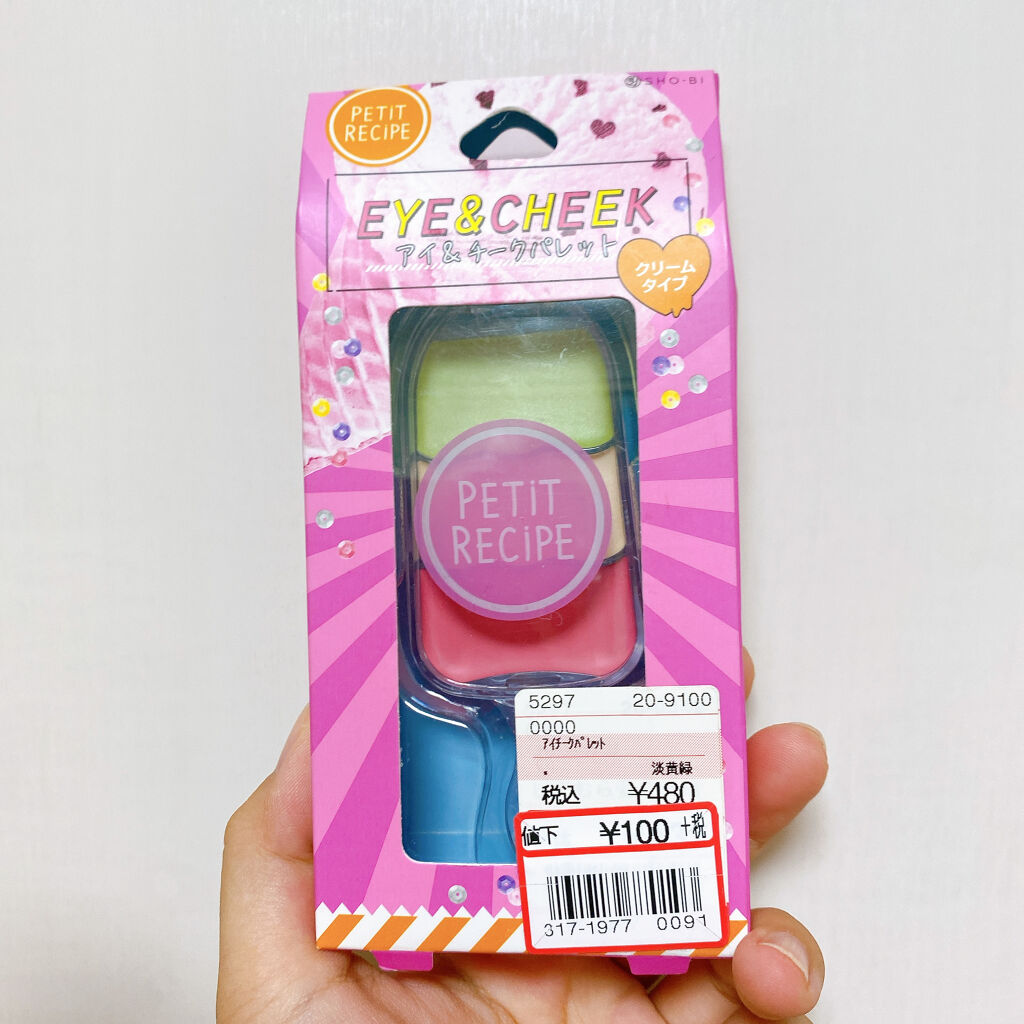 SHO-BI
PETIT
RECIPE
EYE&CHEEK
アイ&チークパレット
クリーム
タイプ
PETIT
RECIPE
5297 20-9100
0000
アイチークパレット
. 淡黄緑
税込 ¥480
値下 ¥100 +税
317-1977 0091